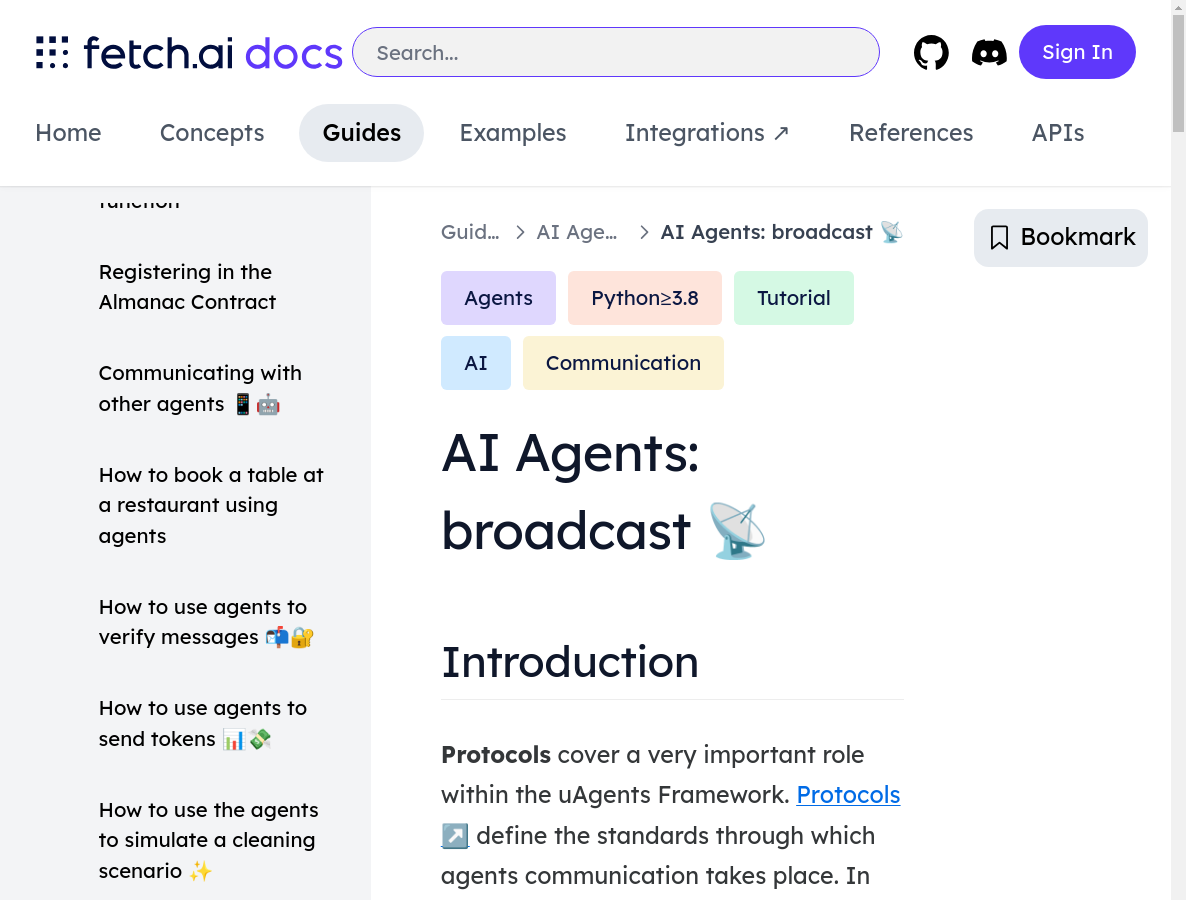 fetch.ai docs
Search...
Sign In
Home
Concepts
Guides
Examples
Integrations ↗
References
APIs
function
Registering in the
Almanac Contract
Communicating with
other agents 📱🤖
How to book a table at
a restaurant using
agents
How to use agents to
verify messages 📬🔐
How to use agents to
send tokens 📊💸
How to use the agents
to simulate a cleaning
scenario ✨
Guid... > AI Age... > AI Agents: broadcast 📡
Bookmark
Agents
Python≥3.8
Tutorial
AI
Communication
AI Agents:
broadcast 📡
Introduction
Protocols cover a very important role
within the uAgents Framework. Protocols
↗️ define the standards through which
agents communication takes place. In